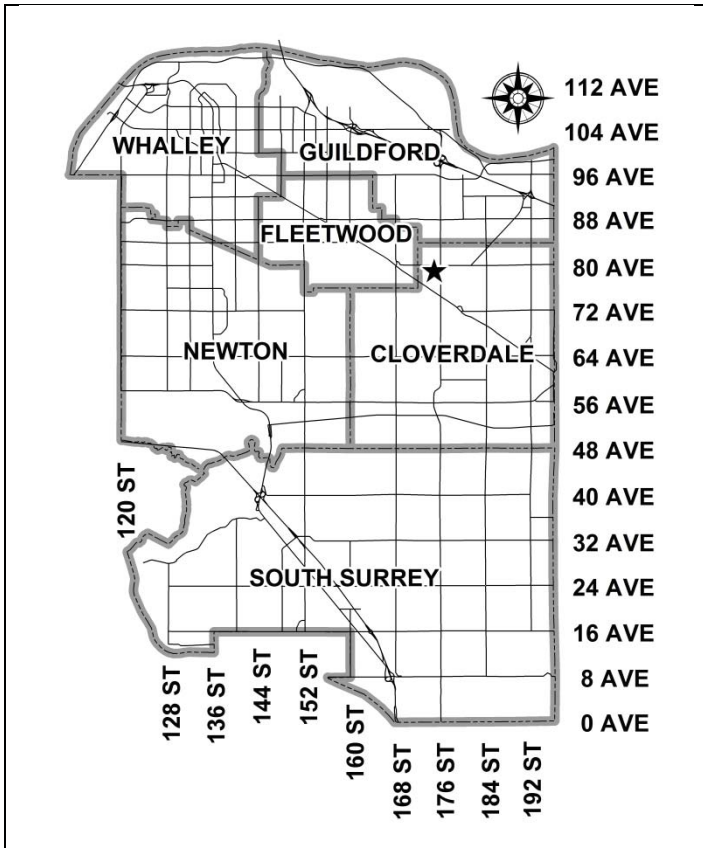 112 AVE
104 AVE
WHALLEY
GUILDFORD
96 AVE
88 AVE
FLEETWOOD
80 AVE
72 AVE
NEWTON
CLOVERDALE
64 AVE
56 AVE
48 AVE
120 ST
40 AVE
32 AVE
SOUTH SURREY
24 AVE
16 AVE
128 ST
136 ST
144 ST
152 ST
160 ST
8 AVE
0 AVE
168 ST
176 ST
184 ST
192 ST